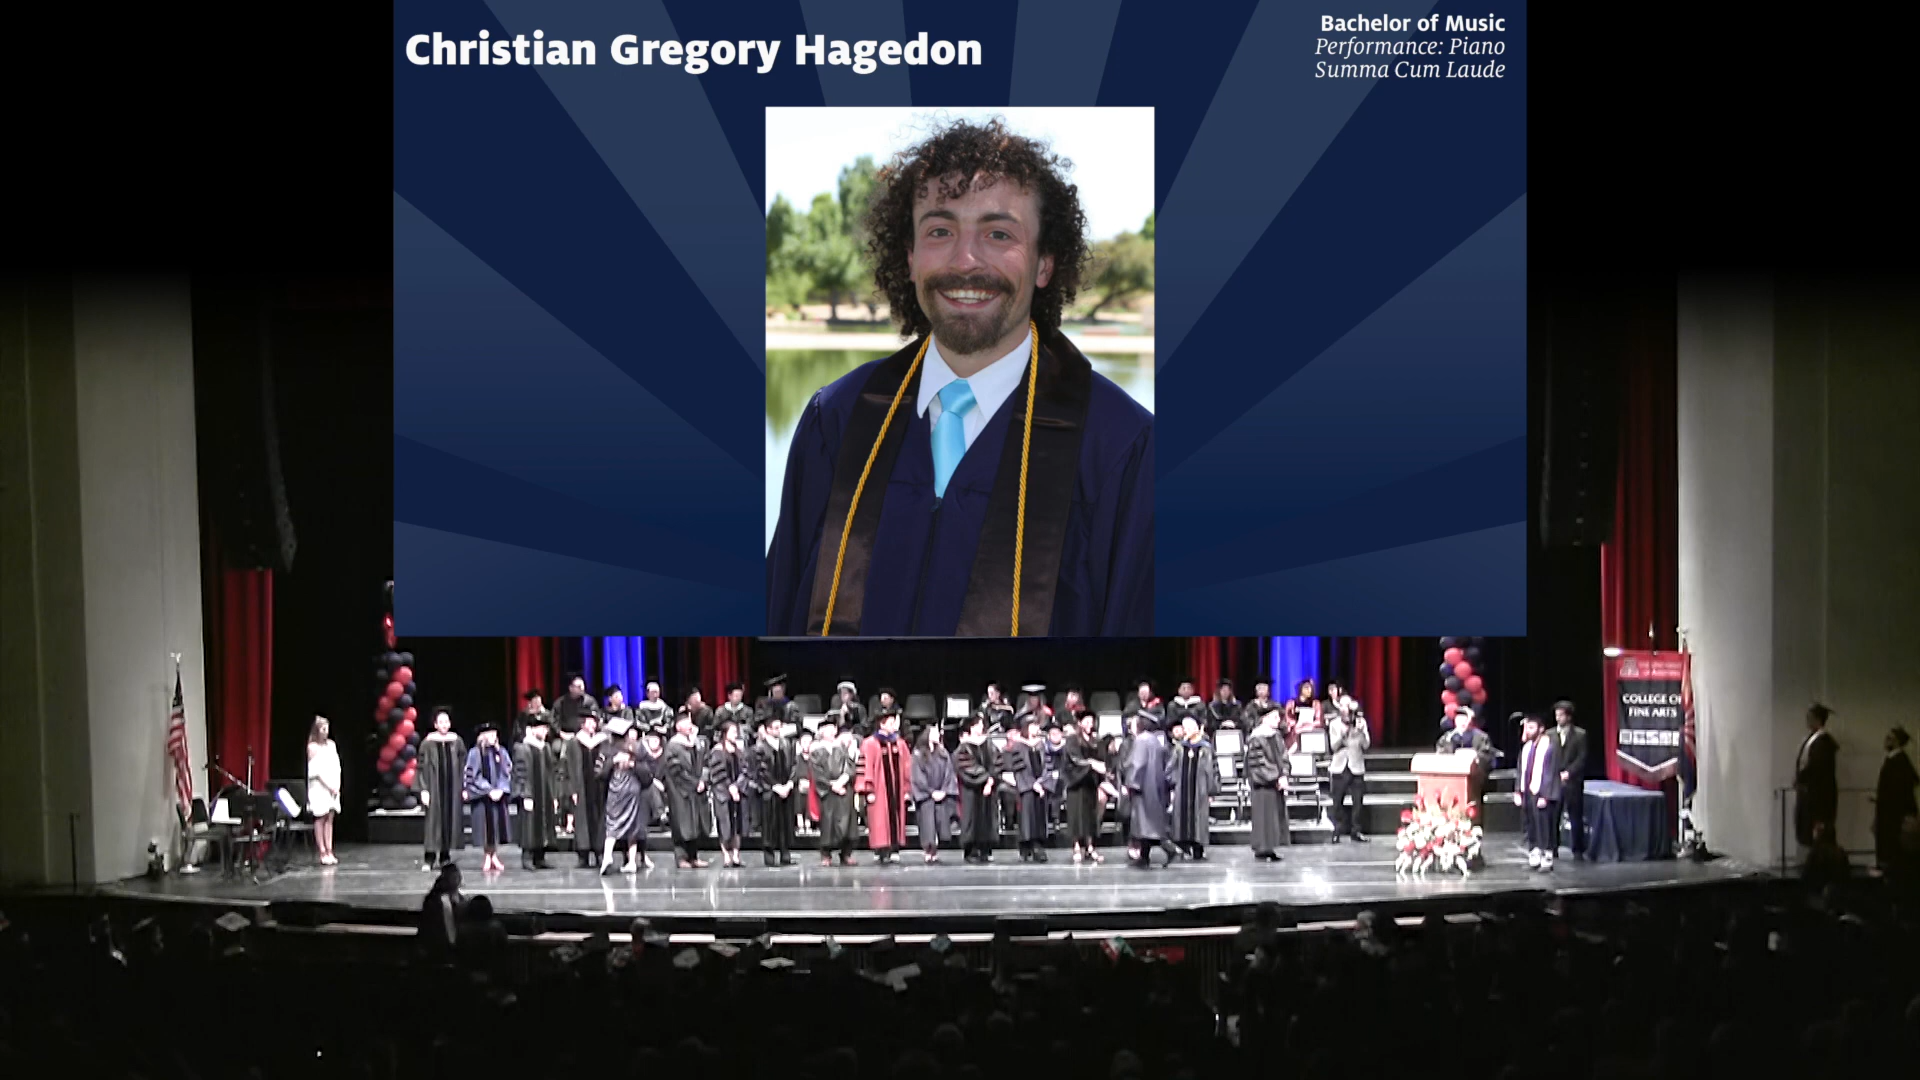 Christian Gregory Hagedon
Bachelor of Music
Performance: Piano
Summa Cum Laude
COLLEGE OF
FINE ARTS